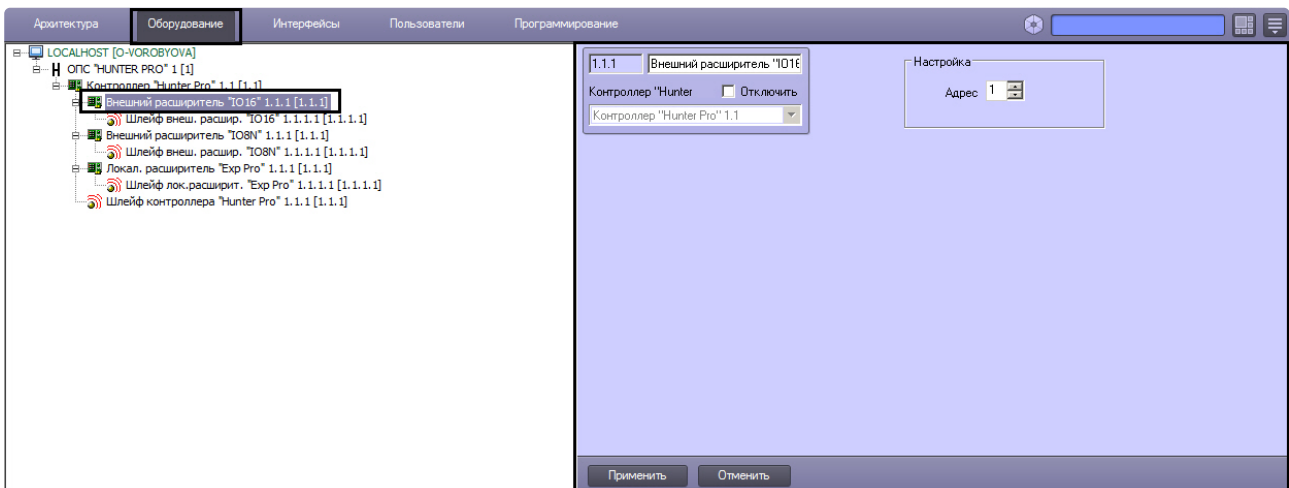 Архитектура Оборудование Интерфейсы Пользователи Программирование
LOCALHOST [O-VOROBYOVA]
ОПС "HUNTER PRO" 1 [1]
Контроллер "Hunter Pro" 1.1 [1.1]
Внешний расширитель "IO16" 1.1.1 [1.1.1]
Шлейф внеш. расшир. "IO16" 1.1.1.1 [1.1.1.1]
Внешний расширитель "IO8N" 1.1.1 [1.1.1]
Шлейф внеш. расшир. "IO8N" 1.1.1.1 [1.1.1.1]
Локал. расширитель "Exp Pro" 1.1.1 [1.1.1]
Шлейф лок.расширит. "Exp Pro" 1.1.1.1 [1.1.1.1]
Шлейф контроллера "Hunter Pro" 1.1.1 [1.1.1]
1.1.1 Внешний расширитель "IO16
Контроллер "Hunter Отключить
Контроллер "Hunter Pro" 1.1
Настройка
Адрес 1
Применить Отменить